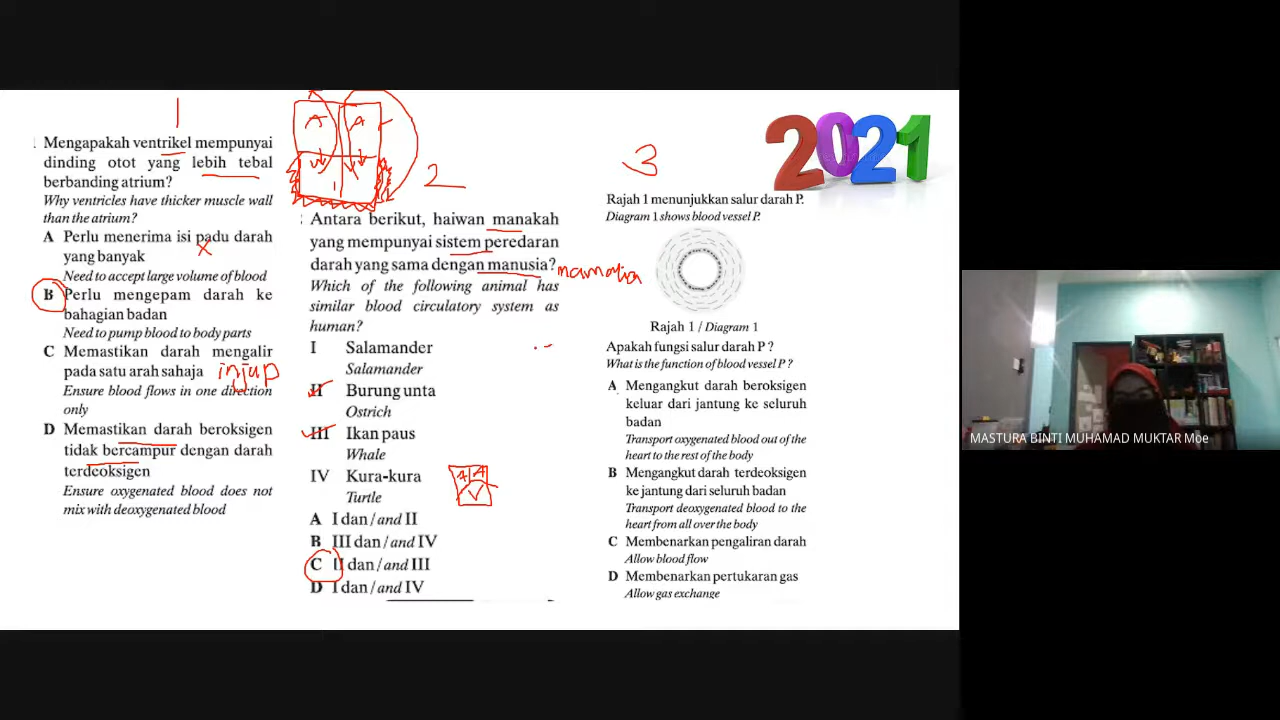 1
Mengapakah ventrikel mempunyai
dinding otot yang lebih tebal
berbanding atrium?
Why ventricles have thicker muscle wall
than the atrium?
A Perlu menerima isi padu darah
yang banyak
x
Need to accept large volume of blood
B Perlu mengepam darah ke
bahagian badan
Need to pump blood to body parts
C Memastikan darah mengalir
pada satu arah sahaja injap
Ensure blood flows in one direction
only
D Memastikan darah beroksigen
tidak bercampur dengan darah
terdeoksigen
Ensure oxygenated blood does not
mix with deoxygenated blood
A A
2
Antara berikut, haiwan manakah
yang mempunyai sistem peredaran
darah yang sama dengan manusia?
mamalia
Which of the following animal has
similar blood circulatory system as
human?
I Salamander
Salamander
II Burung unta
Ostrich
III Ikan paus
Whale
IV Kura-kura
Turtle
A A
V
A I dan / and II
B III dan / and IV
C II dan / and III
D I dan / and IV
3
2021
Rajah 1 menunjukkan salur darah P.
Diagram 1 shows blood vessel P.
Rajah 1 / Diagram 1
Apakah fungsi salur darah P ?
What is the function of blood vessel P ?
A Mengangkut darah beroksigen
keluar dari jantung ke seluruh
badan
Transport oxygenated blood out of the
heart to the rest of the body
B Mengangkut darah terdeoksigen
ke jantung dari seluruh badan
Transport deoxygenated blood to the
heart from all over the body
C Membenarkan pengaliran darah
Allow blood flow
D Membenarkan pertukaran gas
Allow gas exchange
MASTURA BINTI MUHAMAD MUKTAR Moe